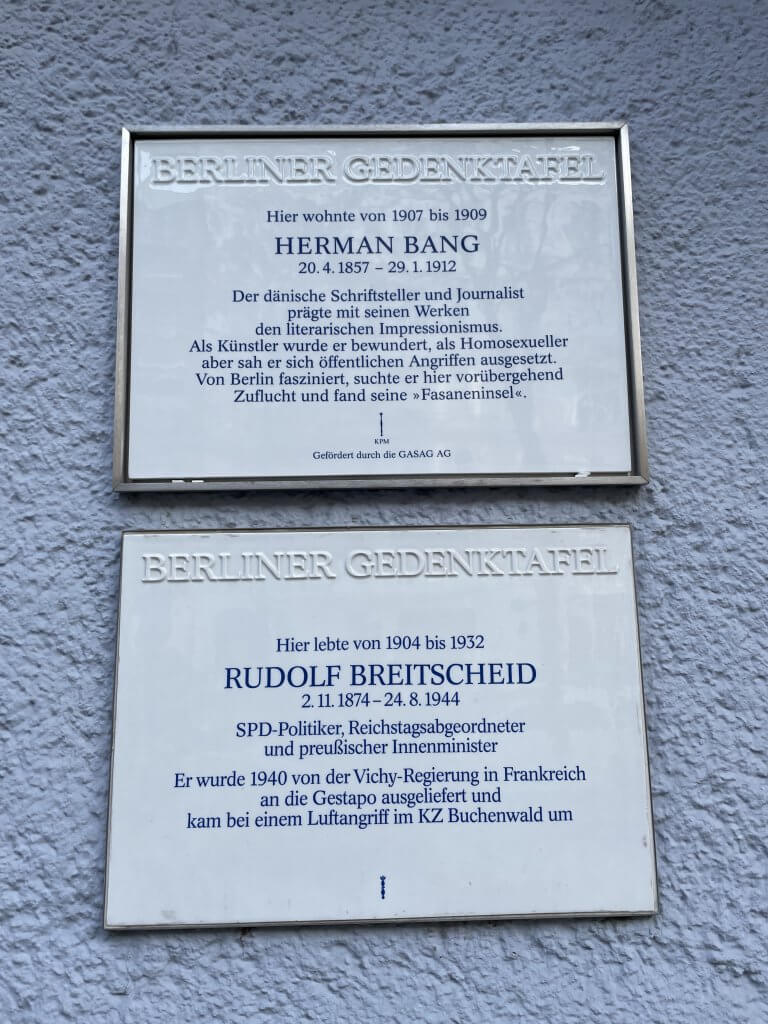 BERLINER GEDENKTAFEL
Hier wohnte von 1907 bis 1909
HERMAN BANG
20. 4. 1857 – 29. 1. 1912
Der dänische Schriftsteller und Journalist
prägte mit seinen Werken
den literarischen Impressionismus.
Als Künstler wurde er bewundert, als Homosexueller
aber sah er sich öffentlichen Angriffen ausgesetzt.
Von Berlin fasziniert, suchte er hier vorübergehend
Zuflucht und fand seine »Fasaneninsel«.
KPM
Gefördert durch die GASAG AG
BERLINER GEDENKTAFEL
Hier lebte von 1904 bis 1932
RUDOLF BREITSCHEID
2. 11. 1874 – 24. 8. 1944
SPD-Politiker, Reichstagsabgeordneter
und preußischer Innenminister
Er wurde 1940 von der Vichy-Regierung in Frankreich
an die Gestapo ausgeliefert und
kam bei einem Luftangriff im KZ Buchenwald um